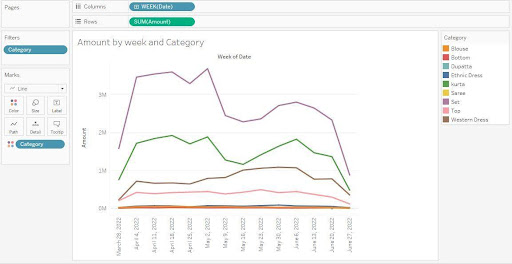 Pages
Columns
WEEK(Date)
Rows
SUM(Amount)
Filters
Category
Marks
Line
Color
Size
Label
Path
Detail
Tooltip
Category
Amount by week and Category
Week of Date
Amount
3M
2M
1M
0M
March 28, 2022
April 4, 2022
April 11, 2022
April 18, 2022
April 25, 2022
May 2, 2022
May 9, 2022
May 16, 2022
May 23, 2022
May 30, 2022
June 6, 2022
June 13, 2022
June 20, 2022
June 27, 2022
Category
Blouse
Bottom
Dupatta
Ethnic Dress
kurta
Saree
Set
Top
Western Dress